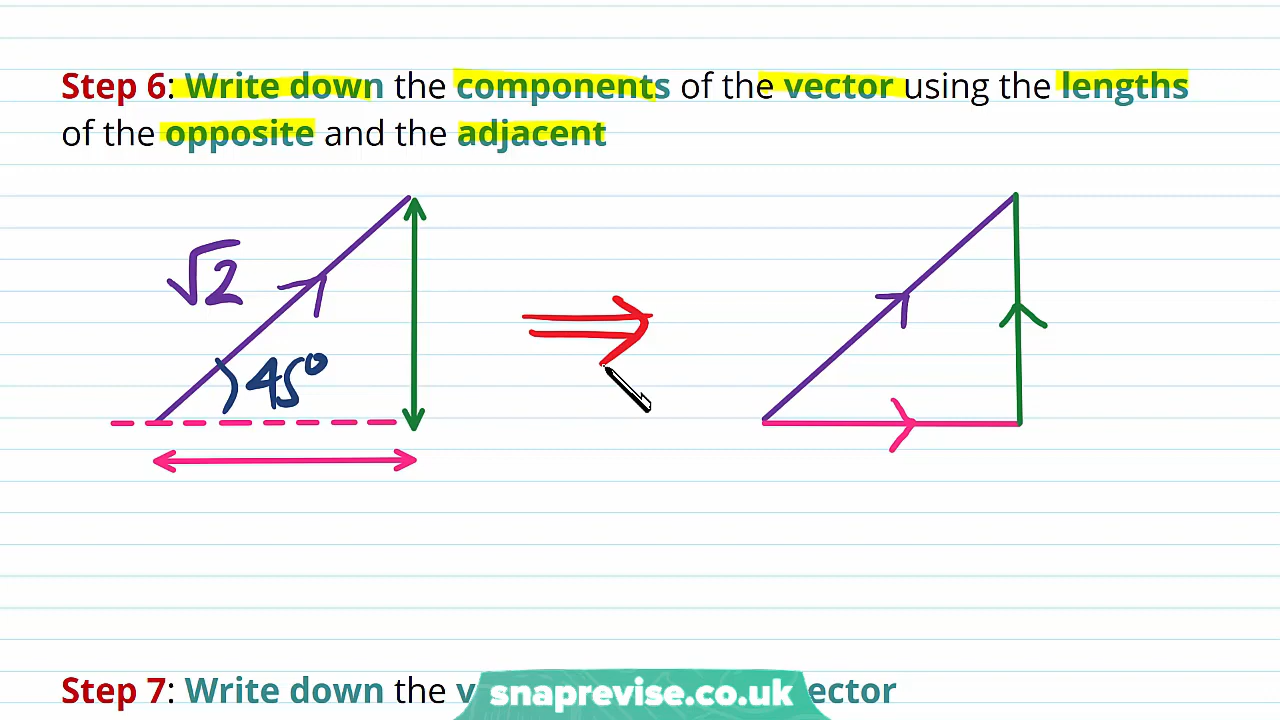 Step 6: Write down the components of the vector using the lengths
of the opposite and the adjacent
√2
45°
Step 7: Write down the
snaprevise.co.uk